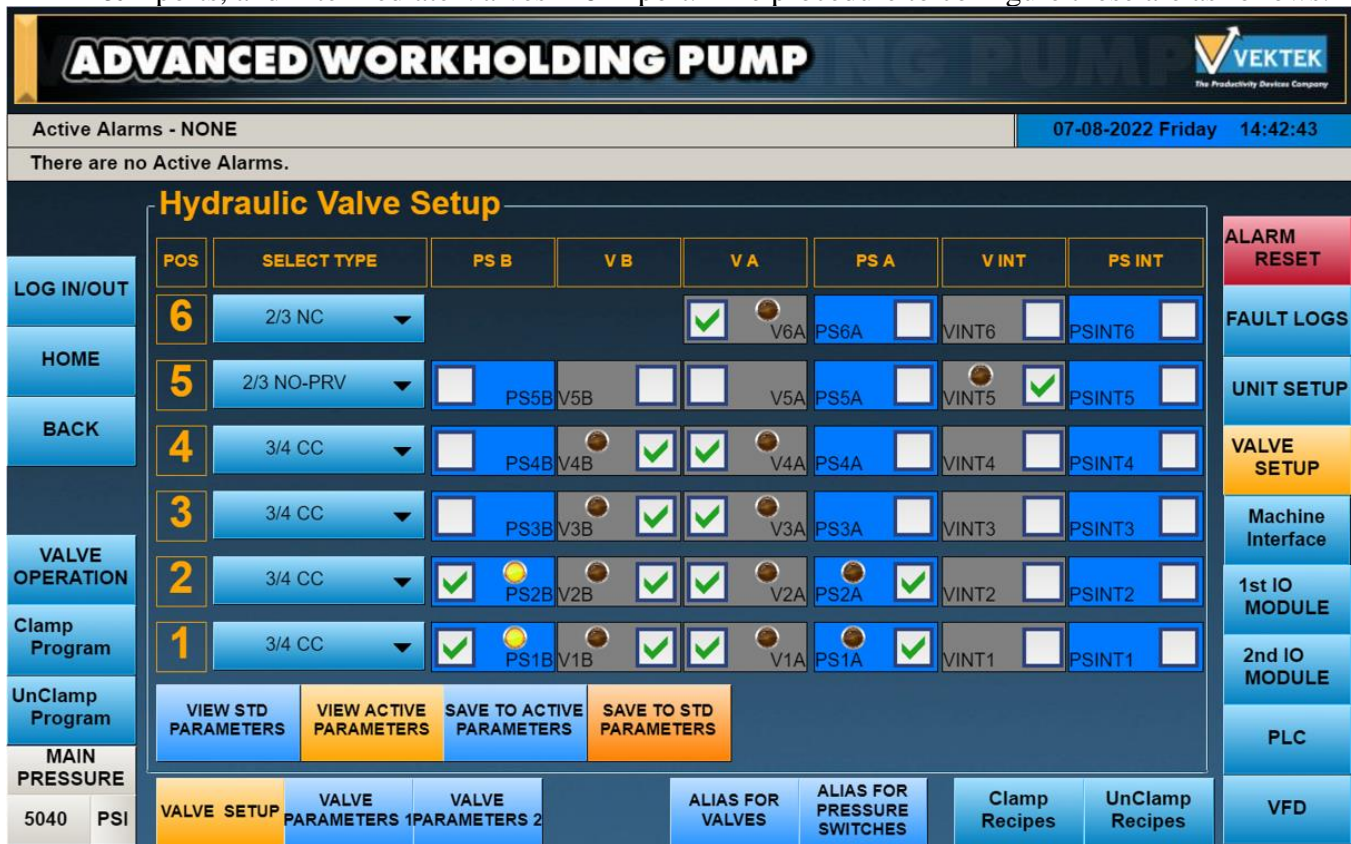 ADVANCED WORKHOLDING PUMP
VEKTEK
The Productivity Devices Company
Active Alarms - NONE
07-08-2022 Friday 14:42:43
There are no Active Alarms.
Hydraulic Valve Setup
POS SELECT TYPE PS B V B V A PS A V INT PS INT
6 2/3 NC V6A PS6A VINT6 PSINT6
5 2/3 NO-PRV PS5B V5B V5A PS5A VINT5 PSINT5
4 3/4 CC PS4B V4B V4A PS4A VINT4 PSINT4
3 3/4 CC PS3B V3B V3A PS3A VINT3 PSINT3
2 3/4 CC PS2B V2B V2A PS2A VINT2 PSINT2
1 3/4 CC PS1B V1B V1A PS1A VINT1 PSINT1
VIEW STD
PARAMETERS
VIEW ACTIVE
PARAMETERS
SAVE TO ACTIVE
PARAMETERS
SAVE TO STD
PARAMETERS
LOG IN/OUT
HOME
BACK
VALVE
OPERATION
Clamp
Program
UnClamp
Program
MAIN
PRESSURE
5040 PSI
VALVE SETUP
VALVE
PARAMETERS 1
VALVE
PARAMETERS 2
ALIAS FOR
VALVES
ALIAS FOR
PRESSURE
SWITCHES
Clamp
Recipes
UnClamp
Recipes
ALARM
RESET
FAULT LOGS
UNIT SETUP
VALVE
SETUP
Machine
Interface
1st IO
MODULE
2nd IO
MODULE
PLC
VFD